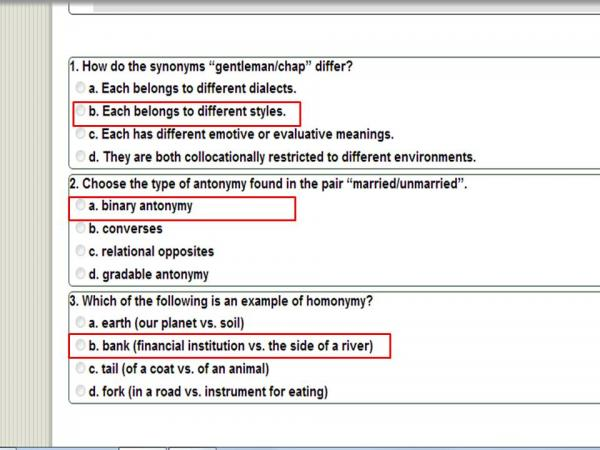 1. How do the synonyms “gentleman/chap” differ?
a. Each belongs to different dialects.
b. Each belongs to different styles.
c. Each has different emotive or evaluative meanings.
d. They are both collocationally restricted to different environments.
2. Choose the type of antonymy found in the pair “married/unmarried”.
a. binary antonymy
b. converses
c. relational opposites
d. gradable antonymy
3. Which of the following is an example of homonymy?
a. earth (our planet vs. soil)
b. bank (financial institution vs. the side of a river)
c. tail (of a coat vs. of an animal)
d. fork (in a road vs. instrument for eating)